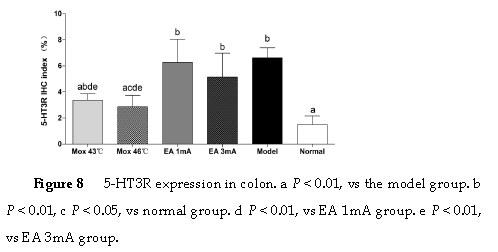 5-HT3R IHC index (%)
10
8
6
4
2
0
abde
acde
b
b
b
a
Mox 43℃
Mox 46℃
EA 1mA
EA 3mA
Model
Normal
Figure 8 5-HT3R expression in colon. a P < 0.01, vs the model group. b
P < 0.01, c P < 0.05, vs normal group. d P < 0.01, vs EA 1mA group. e P < 0.01,
vs EA 3mA group.